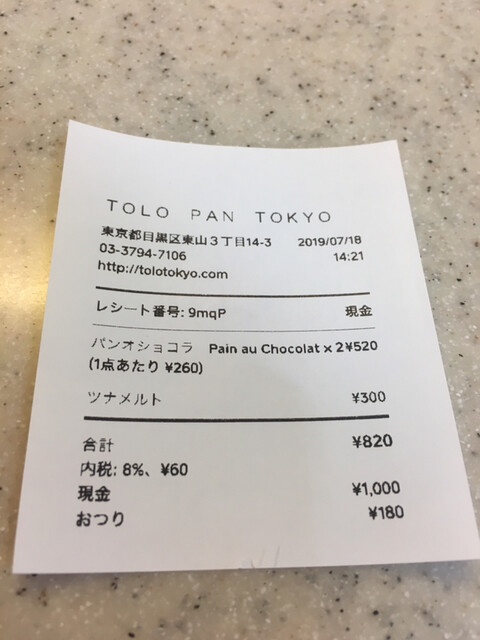 TOLO PAN TOKYO
東京都目黒区東山3丁目14-3 2019/07/18
03-3794-7106 14:21
http://tolotokyo.com
レシート番号: 9mqP 現金
パンオショコラ Pain au Chocolat x 2 ¥520
(1点あたり ¥260)
ツナメルト ¥300
合計 ¥820
内税: 8%、¥60
現金 ¥1,000
おつり ¥180